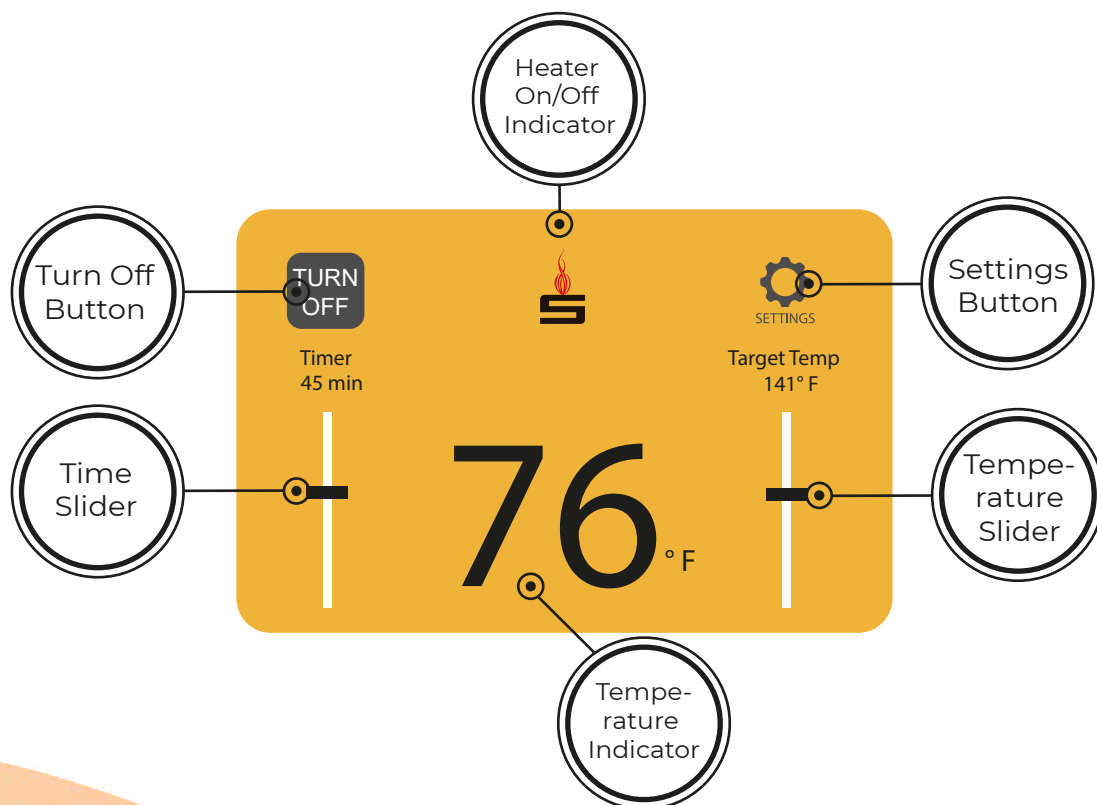 Heater
On/Off
Indicator
Turn Off
Button
TURN
OFF
SETTINGS
Settings
Button
Timer
45 min
Target Temp
141° F
Time
Slider
76 ° F
Tempe-
rature
Slider
Tempe-
rature
Indicator